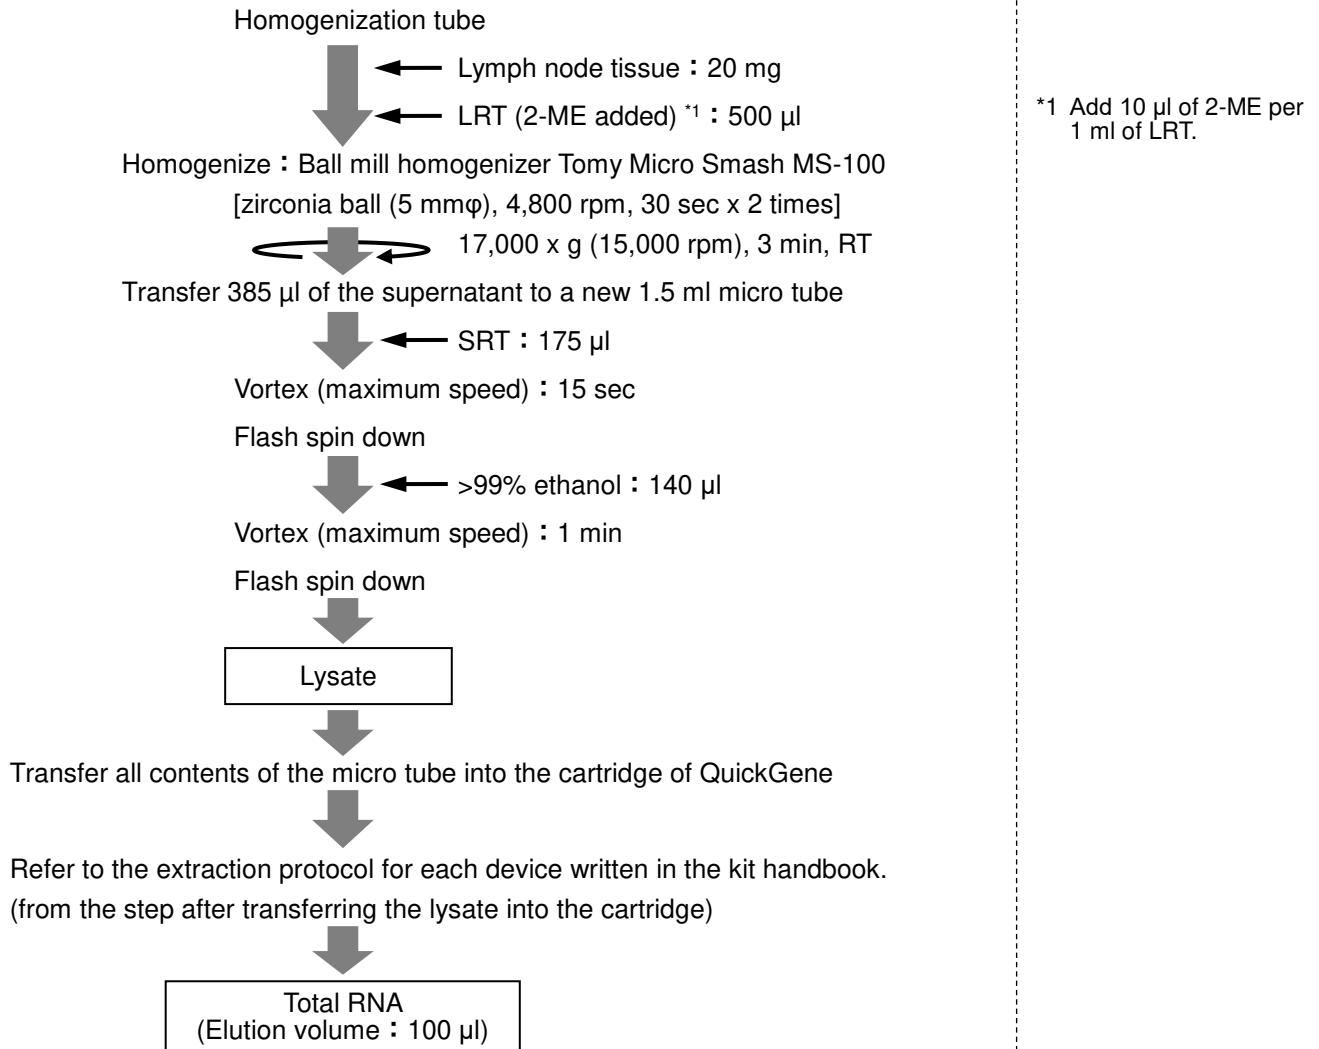 Homogenization tube
Lymph node tissue：20 mg
LRT (2-ME added) *1：500 µl
*1 Add 10 µl of 2-ME per
1 ml of LRT.
Homogenize：Ball mill homogenizer Tomy Micro Smash MS-100
[zirconia ball (5 mmφ), 4,800 rpm, 30 sec x 2 times]
17,000 x g (15,000 rpm), 3 min, RT
Transfer 385 µl of the supernatant to a new 1.5 ml micro tube
SRT：175 µl
Vortex (maximum speed)：15 sec
Flash spin down
>99% ethanol：140 µl
Vortex (maximum speed)：1 min
Flash spin down
Lysate
Transfer all contents of the micro tube into the cartridge of QuickGene
Refer to the extraction protocol for each device written in the kit handbook.
(from the step after transferring the lysate into the cartridge)
Total RNA
(Elution volume：100 µl)